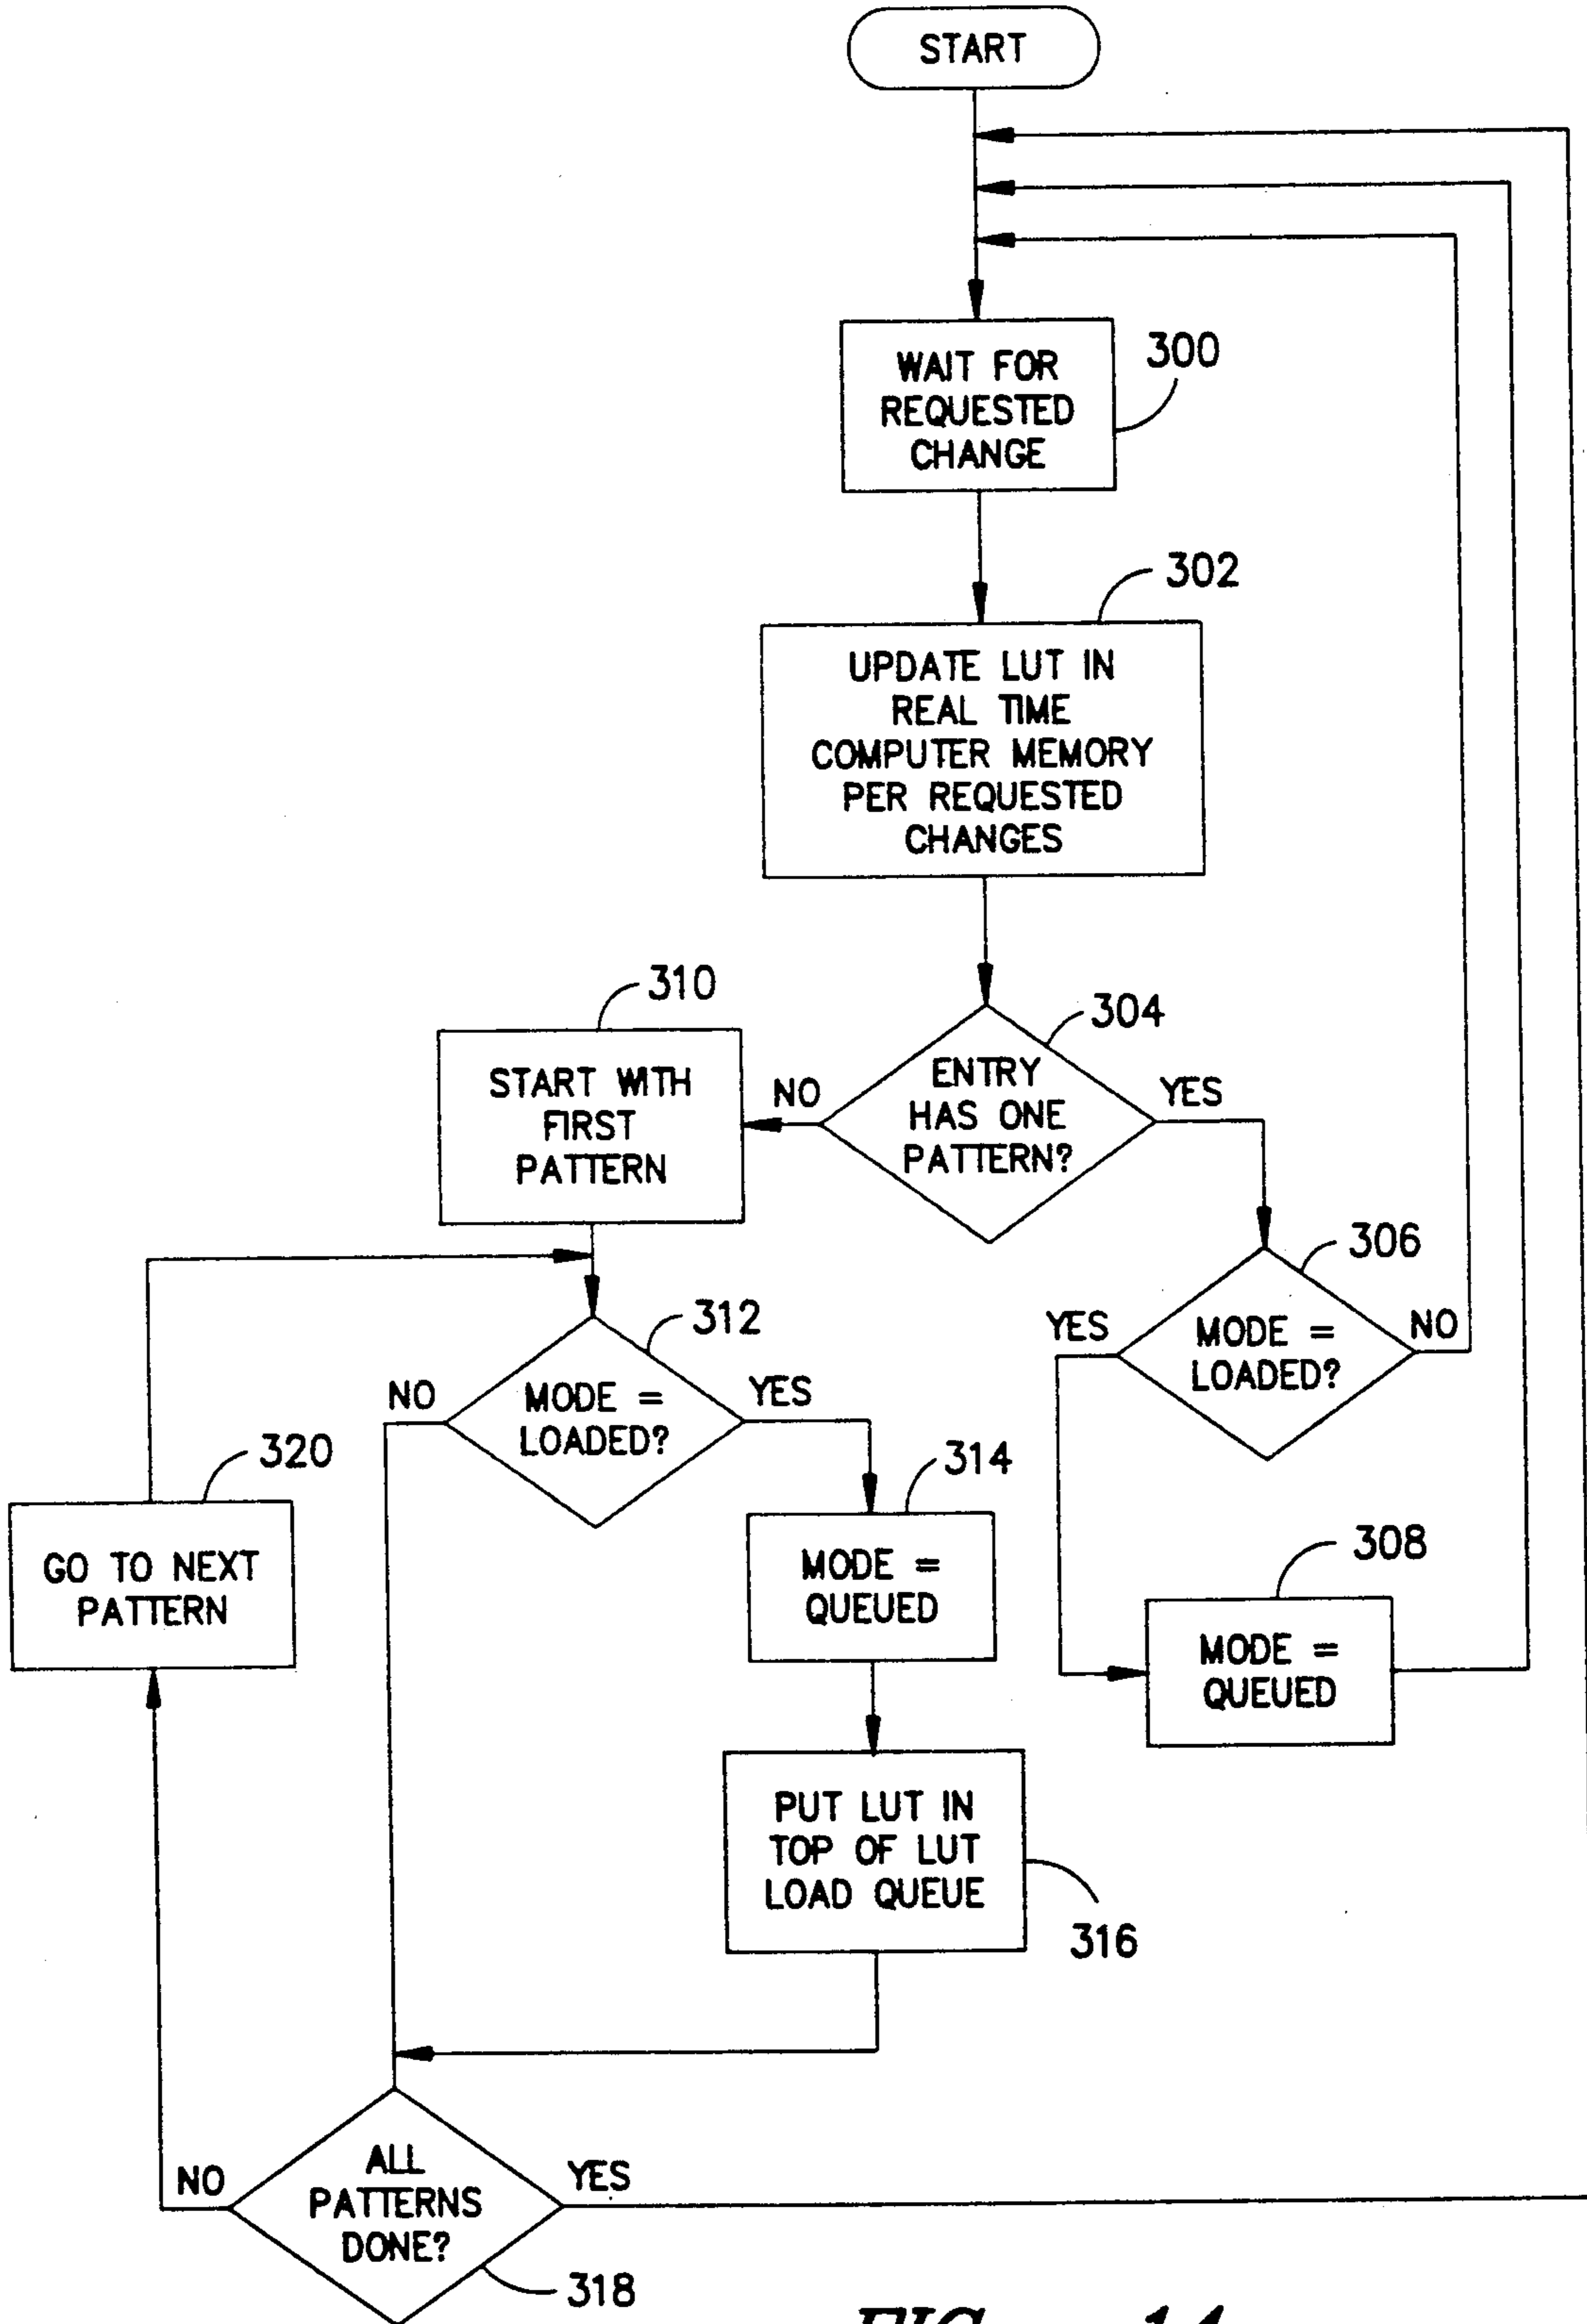 START
WAIT FOR
REQUESTED
CHANGE
300
302
UPDATE LUT IN
REAL TIME
COMPUTER MEMORY
PER REQUESTED
CHANGES
310
304
START WITH
FIRST
PATTERN
NO
ENTRY
HAS ONE
PATTERN?
YES
306
312
YES
MODE =
LOADED?
NO
NO
MODE =
LOADED?
YES
320
314
GO TO NEXT
PATTERN
MODE =
QUEUED
308
MODE =
QUEUED
PUT LUT IN
TOP OF LUT
LOAD QUEUE
316
NO
ALL
PATTERNS
DONE?
YES
318
FIG. 14